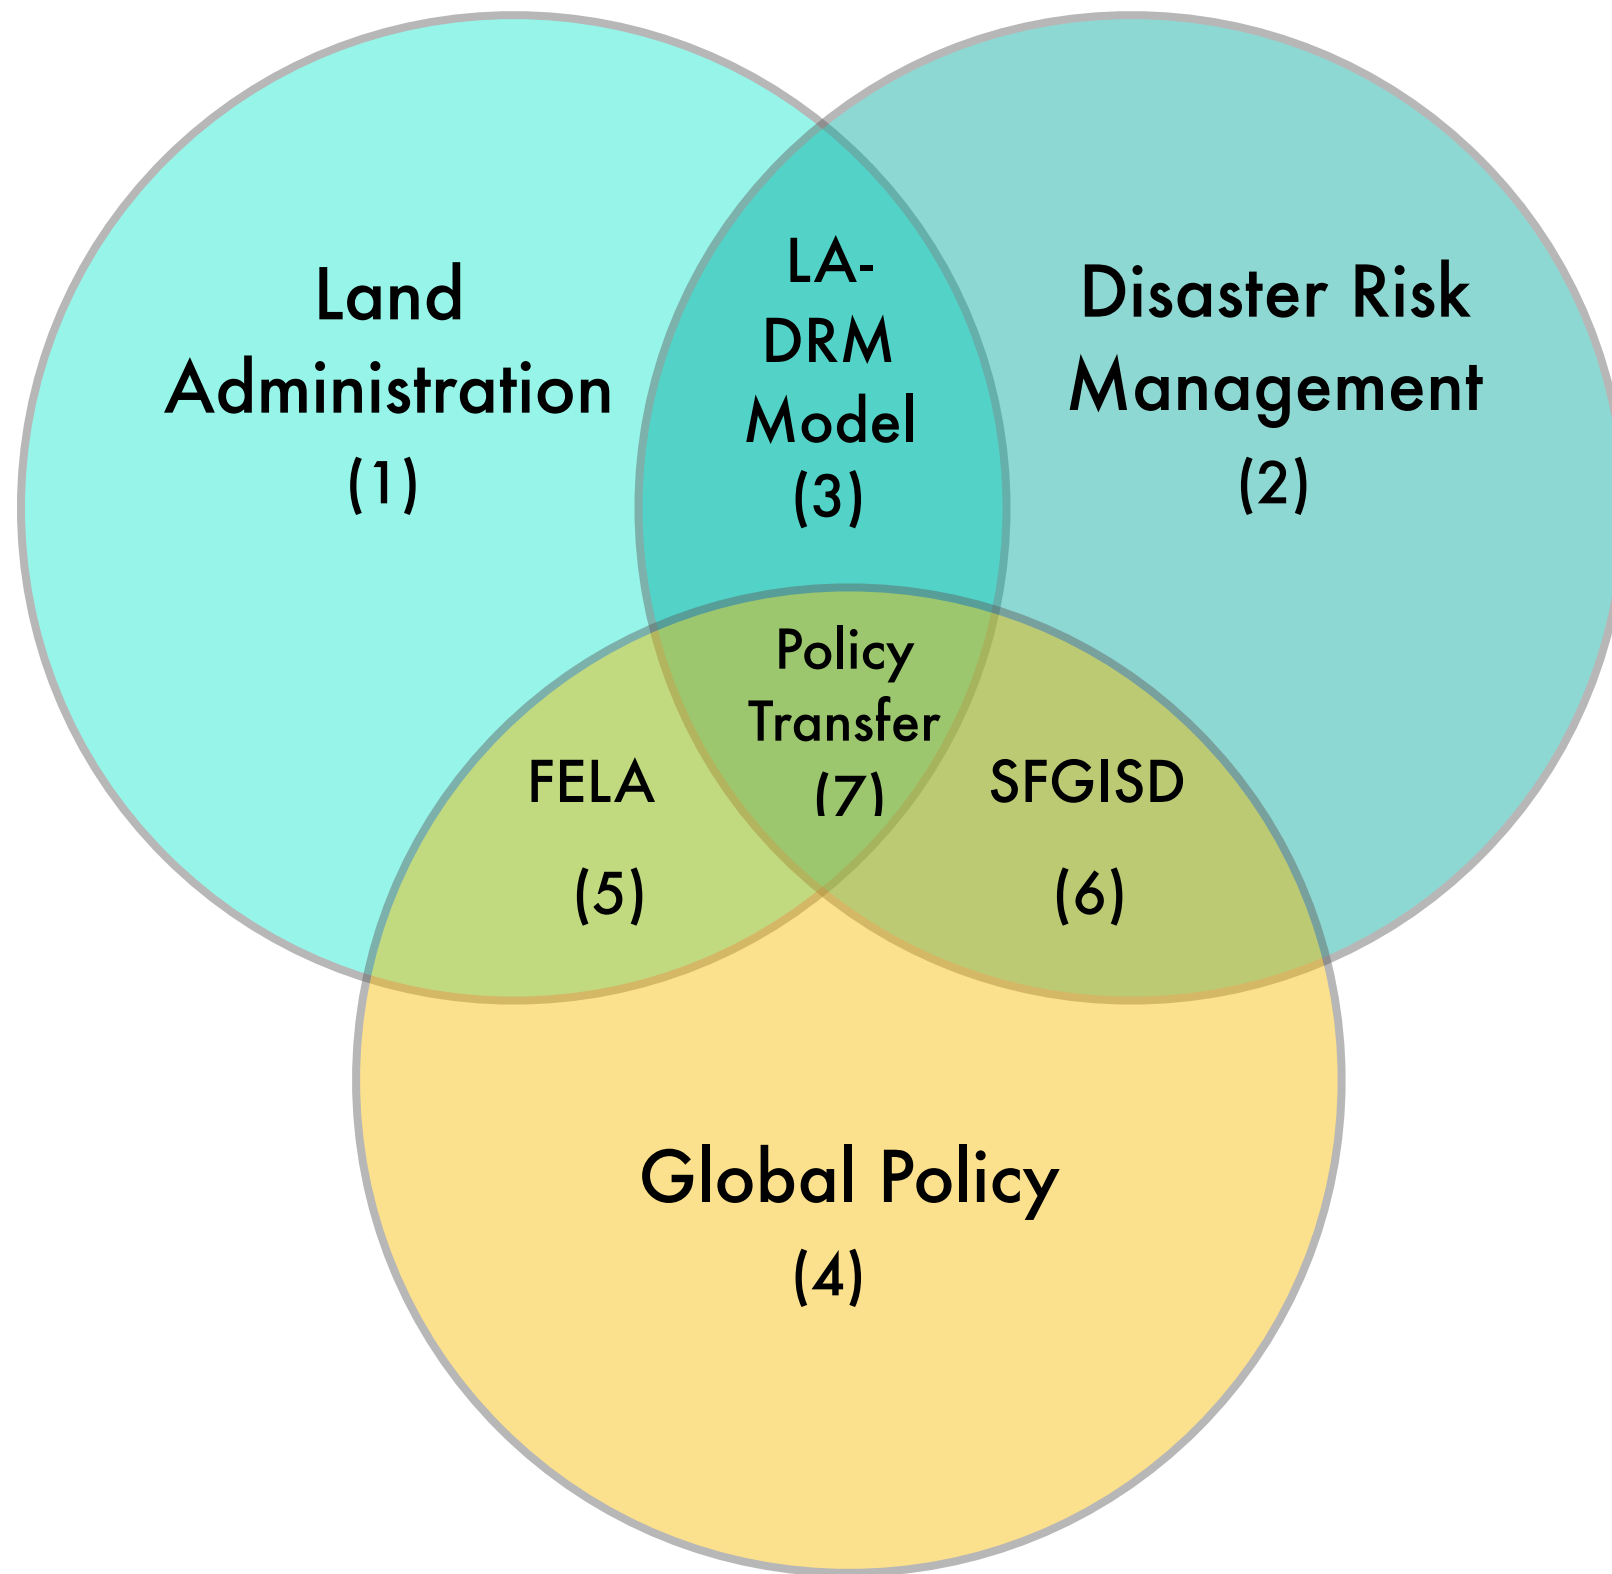 Land
Administration
(1)
LA-
DRM
Model
(3)
Disaster Risk
Management
(2)
Policy
Transfer
(7)
FELA
(5)
SFGISD
(6)
Global Policy
(4)